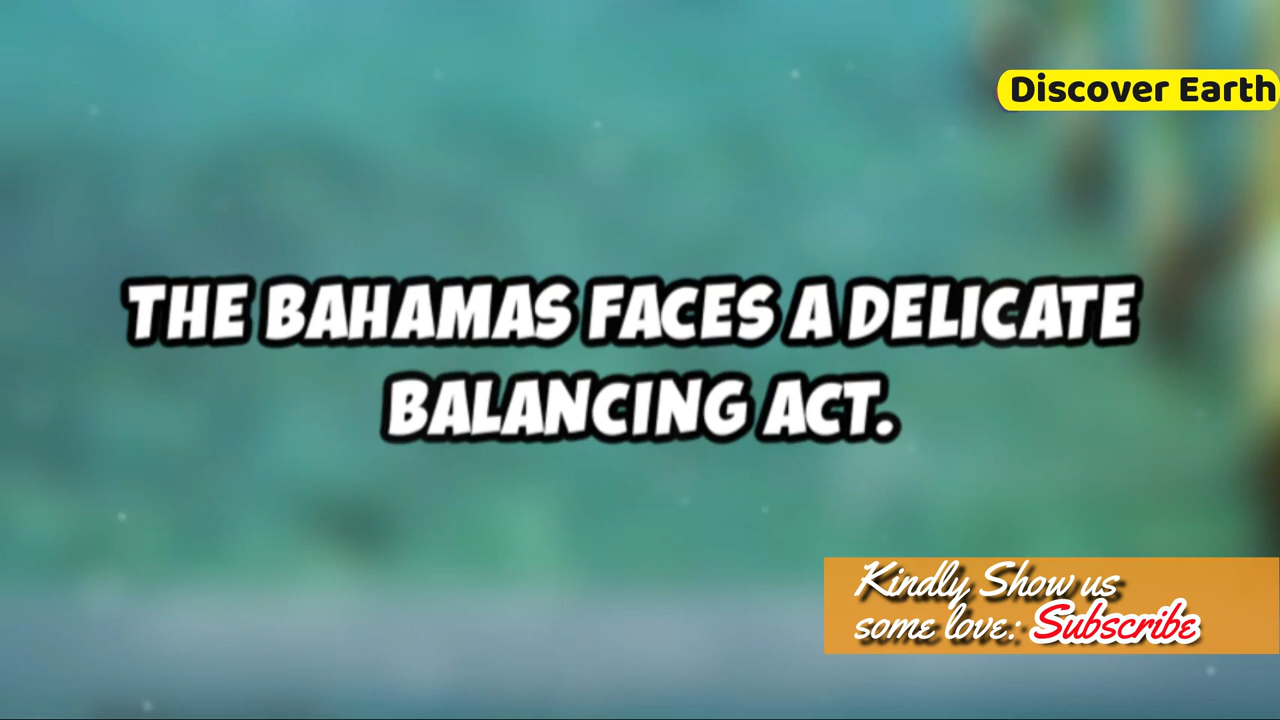 Discover Earth
THE BAHAMAS FACES A DELICATE
BALANCING ACT.
Kindly Show us
some love: Subscribe